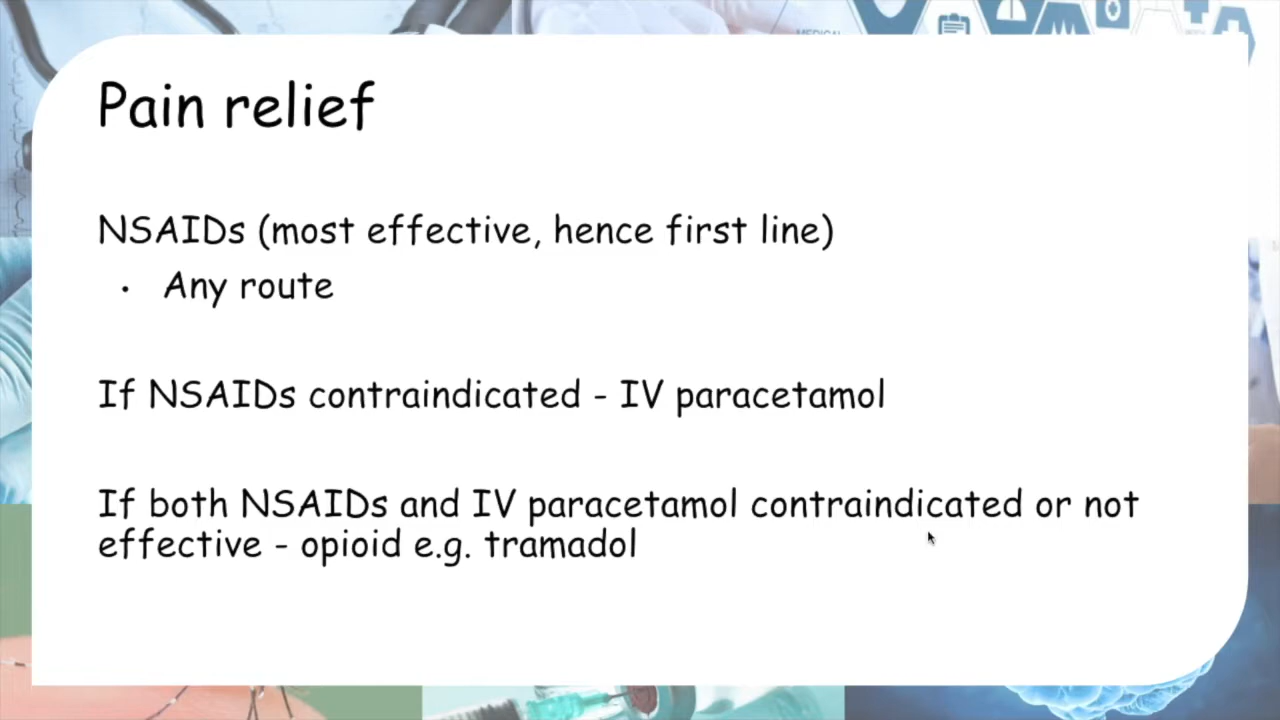 MEDICAL
Pain relief
NSAIDs (most effective, hence first line)
• Any route
If NSAIDs contraindicated - IV paracetamol
If both NSAIDs and IV paracetamol contraindicated or not
effective - opioid e.g. tramadol